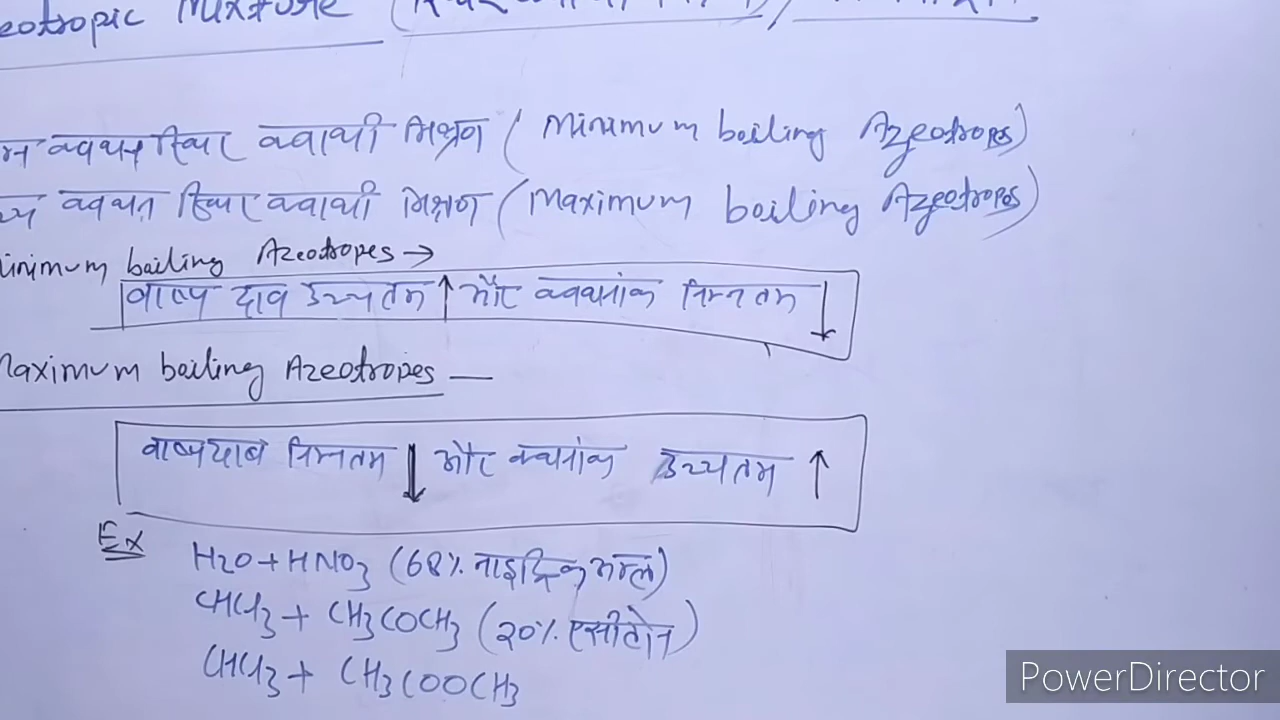 eotropic Mixture
न क्वथन स्थिर क्वाथी मिश्रण ( Minimum boiling Azeotropes)
च्च क्वथन स्थिर क्वाथी मिश्रण ( Maximum boiling Azeotropes)
inimum boiling Azeotropes →
वाष्प दाब उच्चतम ↑ और क्वथनांक निम्नतम ↓
Maximum boiling Azeotropes —
वाष्पदाब निम्नतम ↓ और क्वथनांक उच्चतम ↑
Ex
H2O + HNO3 (68% नाइट्रिक अम्ल)
CHCl3 + CH3COCH3 (20% एसीटोन)
CHCl3 + CH3COOCH3
PowerDirector